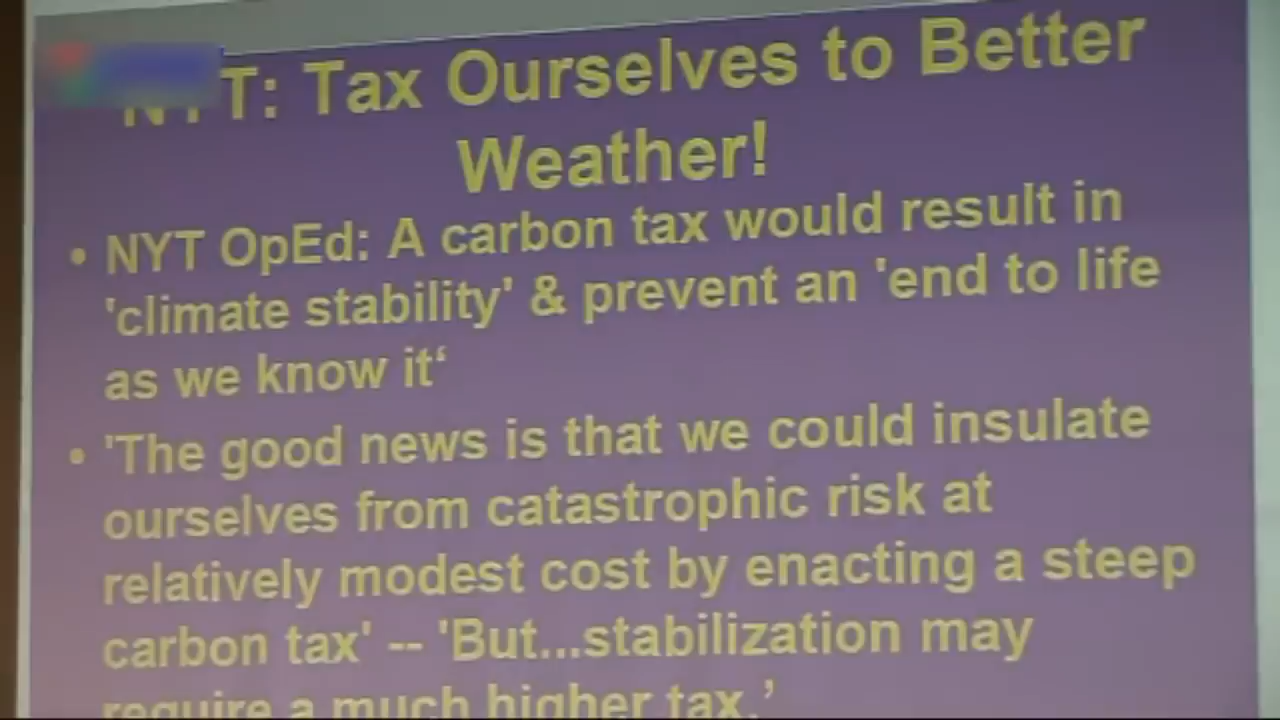 NYT: Tax Ourselves to Better
Weather!
• NYT OpEd: A carbon tax would result in
'climate stability' & prevent an 'end to life
as we know it‘
• 'The good news is that we could insulate
ourselves from catastrophic risk at
relatively modest cost by enacting a steep
carbon tax' -- 'But...stabilization may
require a much higher tax.’